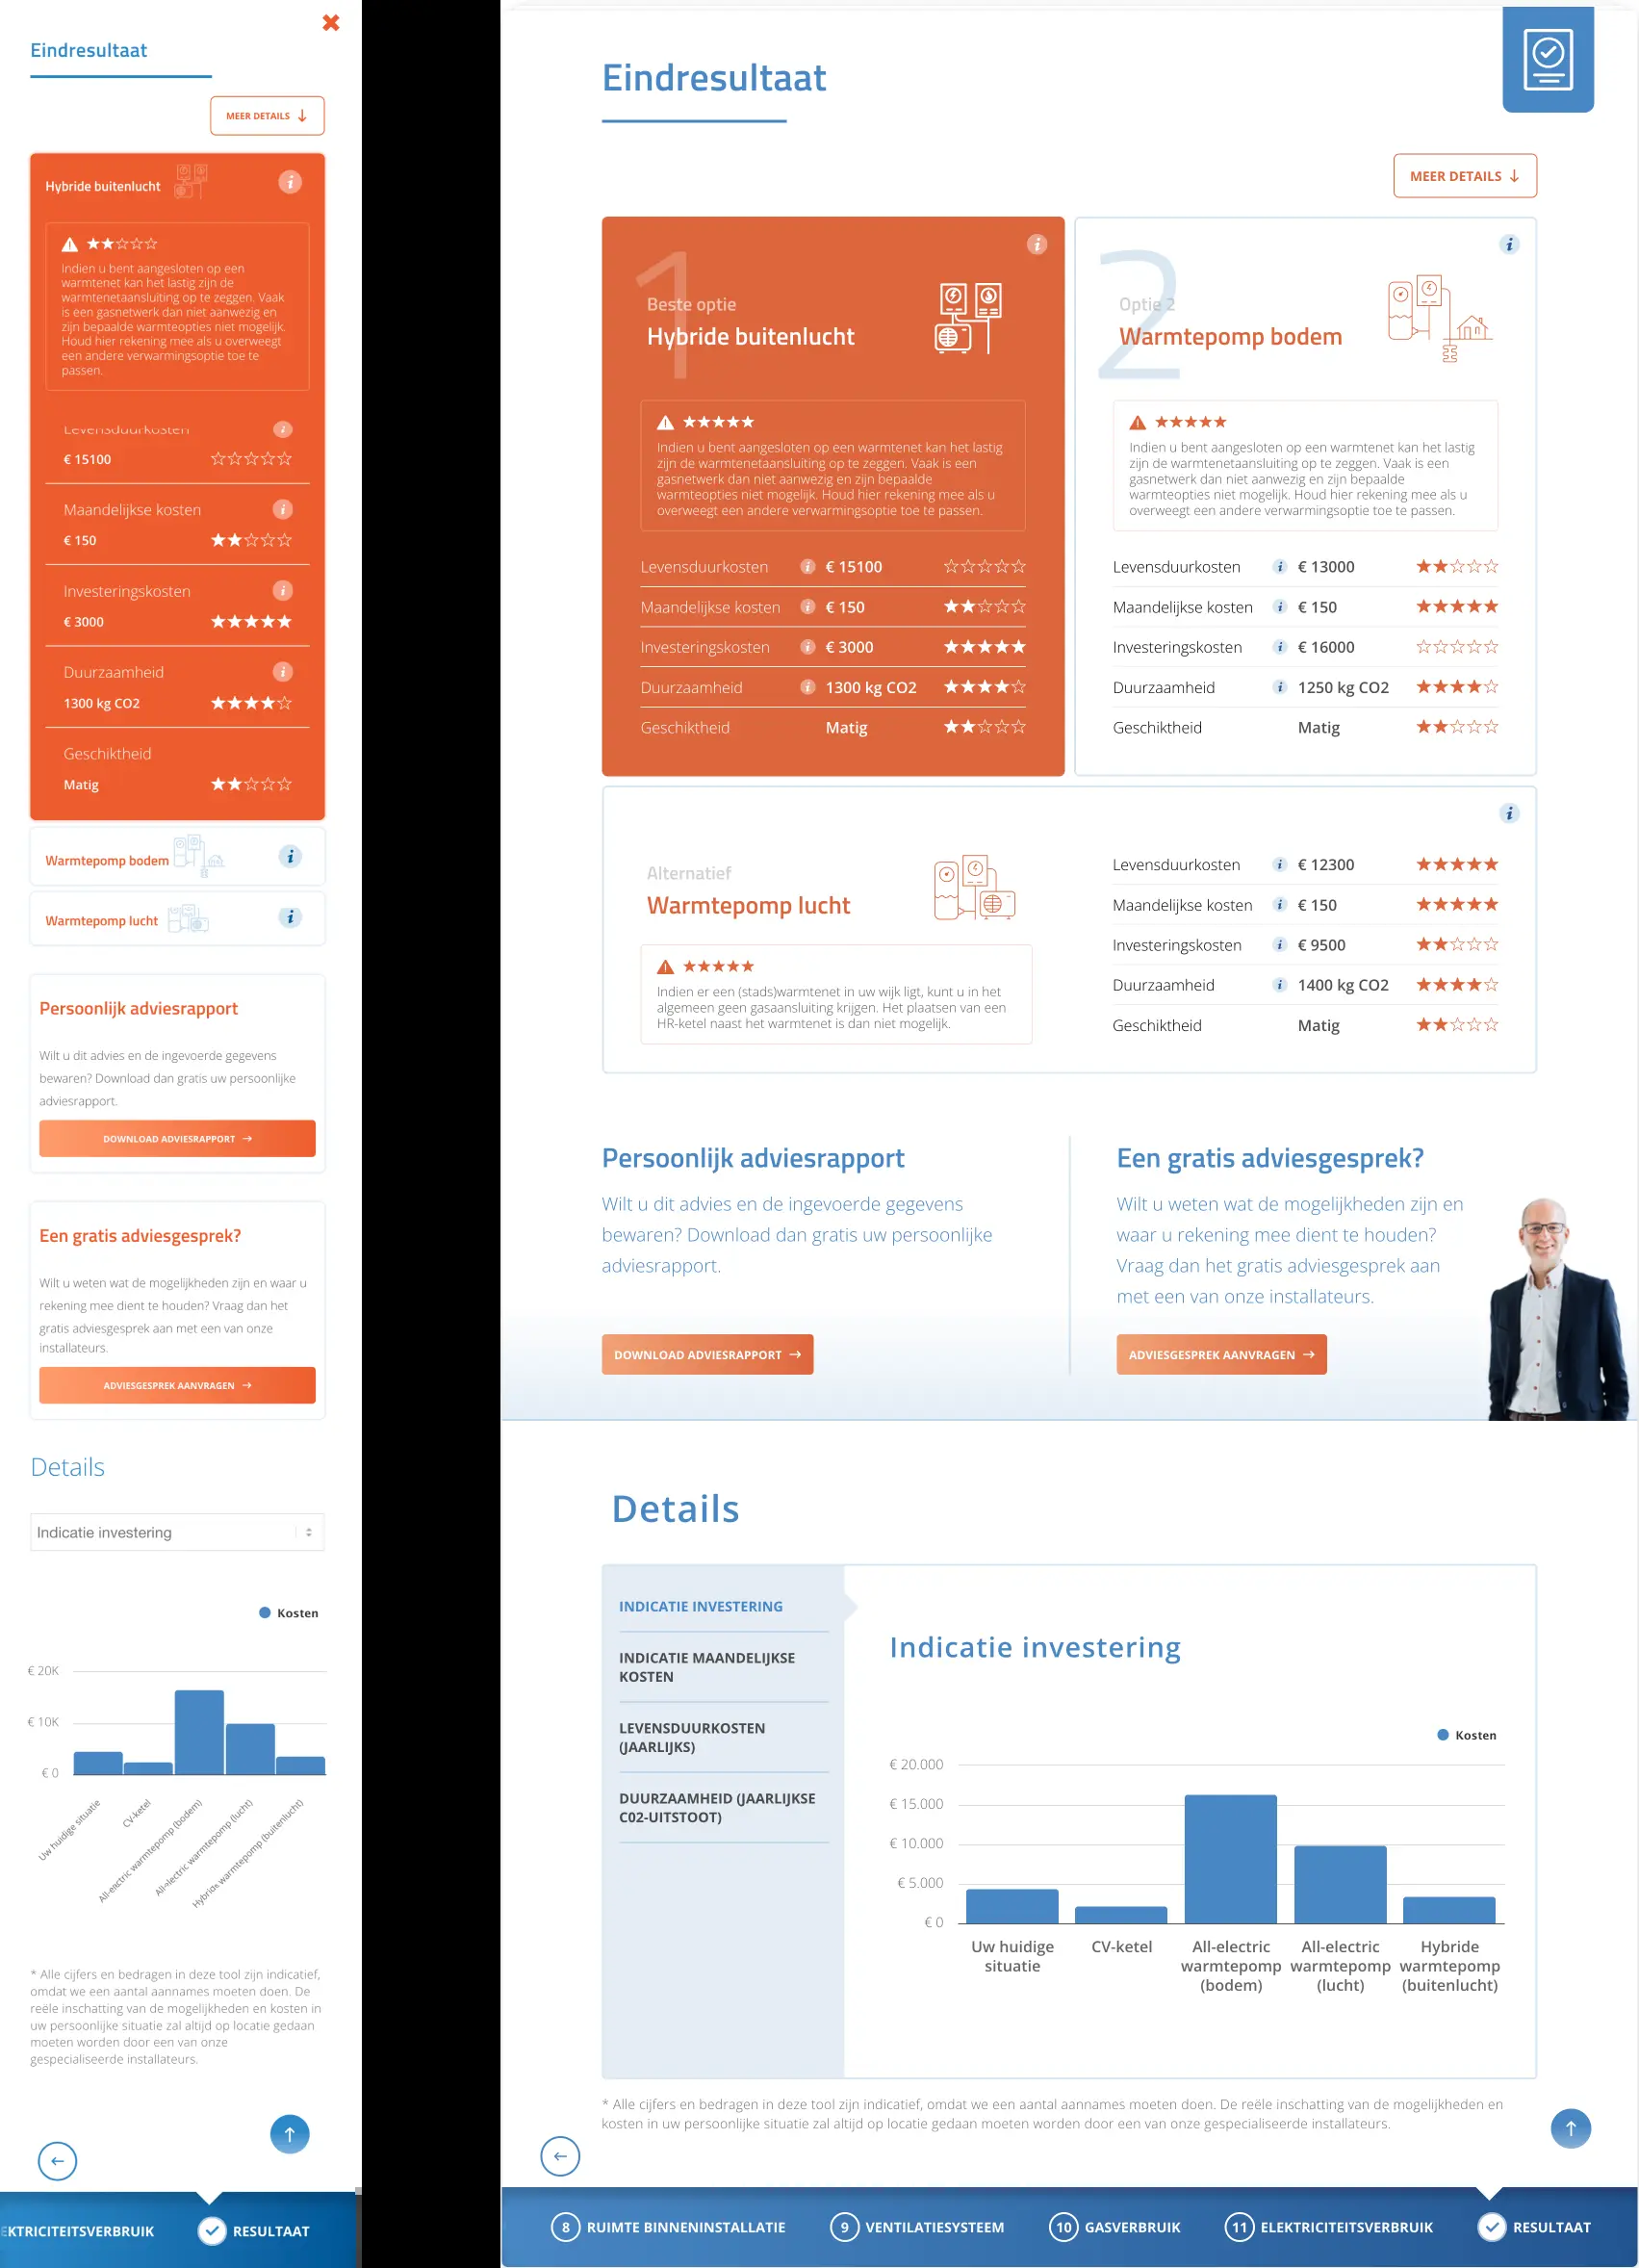 Eindresultaat
MEER DETAILS
Hybride buitenlucht
i
Indien u bent aangesloten op een
warmtenet kan het lastig zijn de
warmtenetaansluiting op te zeggen. Vaak
is een gasnetwerk dan niet aanwezig en
zijn bepaalde warmteopties niet mogelijk.
Houd hier rekening mee als u overweegt
een andere verwarmingsoptie toe te
passen.
Levensduurkosten i
€ 15100
Maandelijkse kosten i
€ 150
Investeringskosten i
€ 3000
Duurzaamheid i
1300 kg CO2
Geschiktheid
Matig
Warmtepomp bodem i
Warmtepomp lucht i
Persoonlijk adviesrapport
Wilt u dit advies en de ingevoerde gegevens
bewaren? Download dan gratis uw persoonlijke
adviesrapport.
DOWNLOAD ADVIESRAPPORT
Een gratis adviesgesprek?
Wilt u weten wat de mogelijkheden zijn en waar u
rekening mee dient te houden? Vraag dan het
gratis adviesgesprek aan met een van onze
installateurs.
ADVIESGESPREK AANVRAGEN
Details
Indicatie investering
Kosten
€ 20K
€ 10K
€ 0
Uw huidige situatie
CV-ketel
All-electric warmtepomp (bodem)
All-electric warmtepomp (lucht)
Hybride warmtepomp (buitenlucht)
* Alle cijfers en bedragen in deze tool zijn indicatief,
omdat we een aantal aannames moeten doen. De
reële inschatting van de mogelijkheden en kosten in
uw persoonlijke situatie zal altijd op locatie gedaan
moeten worden door een van onze
gespecialiseerde installateurs.
EKTRICITEITSVERBRUIK RESULTAAT
Eindresultaat
MEER DETAILS
i
1
Beste optie
Hybride buitenlucht
Indien u bent aangesloten op een warmtenet kan het lastig
zijn de warmtenetaansluiting op te zeggen. Vaak is een
gasnetwerk dan niet aanwezig en zijn bepaalde
warmteopties niet mogelijk. Houd hier rekening mee als u
overweegt een andere verwarmingsoptie toe te passen.
Levensduurkosten i € 15100
Maandelijkse kosten i € 150
Investeringskosten i € 3000
Duurzaamheid i 1300 kg CO2
Geschiktheid Matig
i
2
Optie 2
Warmtepomp bodem
Indien u bent aangesloten op een warmtenet kan het lastig
zijn de warmtenetaansluiting op te zeggen. Vaak is een
gasnetwerk dan niet aanwezig en zijn bepaalde
warmteopties niet mogelijk. Houd hier rekening mee als u
overweegt een andere verwarmingsoptie toe te passen.
Levensduurkosten i € 13000
Maandelijkse kosten i € 150
Investeringskosten i € 16000
Duurzaamheid i 1250 kg CO2
Geschiktheid Matig
i
Alternatief
Warmtepomp lucht
Indien er een (stads)warmtenet in uw wijk ligt, kunt u in het
algemeen geen gasaansluiting krijgen. Het plaatsen van een
HR-ketel naast het warmtenet is dan niet mogelijk.
Levensduurkosten i € 12300
Maandelijkse kosten i € 150
Investeringskosten i € 9500
Duurzaamheid i 1400 kg CO2
Geschiktheid Matig
Persoonlijk adviesrapport
Wilt u dit advies en de ingevoerde gegevens
bewaren? Download dan gratis uw persoonlijke
adviesrapport.
DOWNLOAD ADVIESRAPPORT
Een gratis adviesgesprek?
Wilt u weten wat de mogelijkheden zijn en
waar u rekening mee dient te houden?
Vraag dan het gratis adviesgesprek aan
met een van onze installateurs.
ADVIESGESPREK AANVRAGEN
Details
INDICATIE INVESTERING
INDICATIE MAANDELIJKSE
KOSTEN
LEVENSDUURKOSTEN
(JAARLIJKS)
DUURZAAMHEID (JAARLIJKSE
C02-UITSTOOT)
Indicatie investering
Kosten
€ 20.000
€ 15.000
€ 10.000
€ 5.000
€ 0
Uw huidige
situatie
CV-ketel
All-electric
warmtepomp
(bodem)
All-electric
warmtepomp
(lucht)
Hybride
warmtepomp
(buitenlucht)
* Alle cijfers en bedragen in deze tool zijn indicatief, omdat we een aantal aannames moeten doen. De reële inschatting van de mogelijkheden en
kosten in uw persoonlijke situatie zal altijd op locatie gedaan moeten worden door een van onze gespecialiseerde installateurs.
8 RUIMTE BINNENINSTALLATIE 9 VENTILATIESYSTEEM 10 GASVERBRUIK 11 ELEKTRICITEITSVERBRUIK RESULTAAT